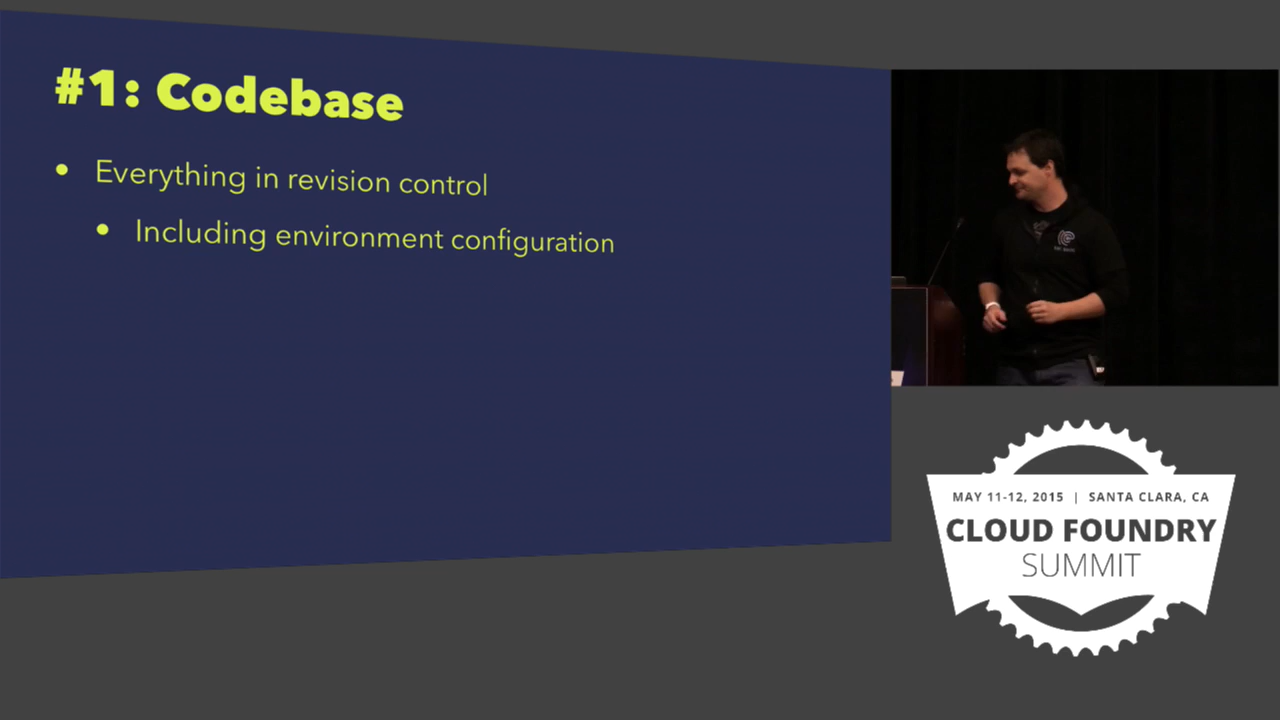 #1: Codebase
• Everything in revision control
• Including environment configuration
MAY 11-12, 2015 | SANTA CLARA, CA
CLOUD FOUNDRY
SUMMIT